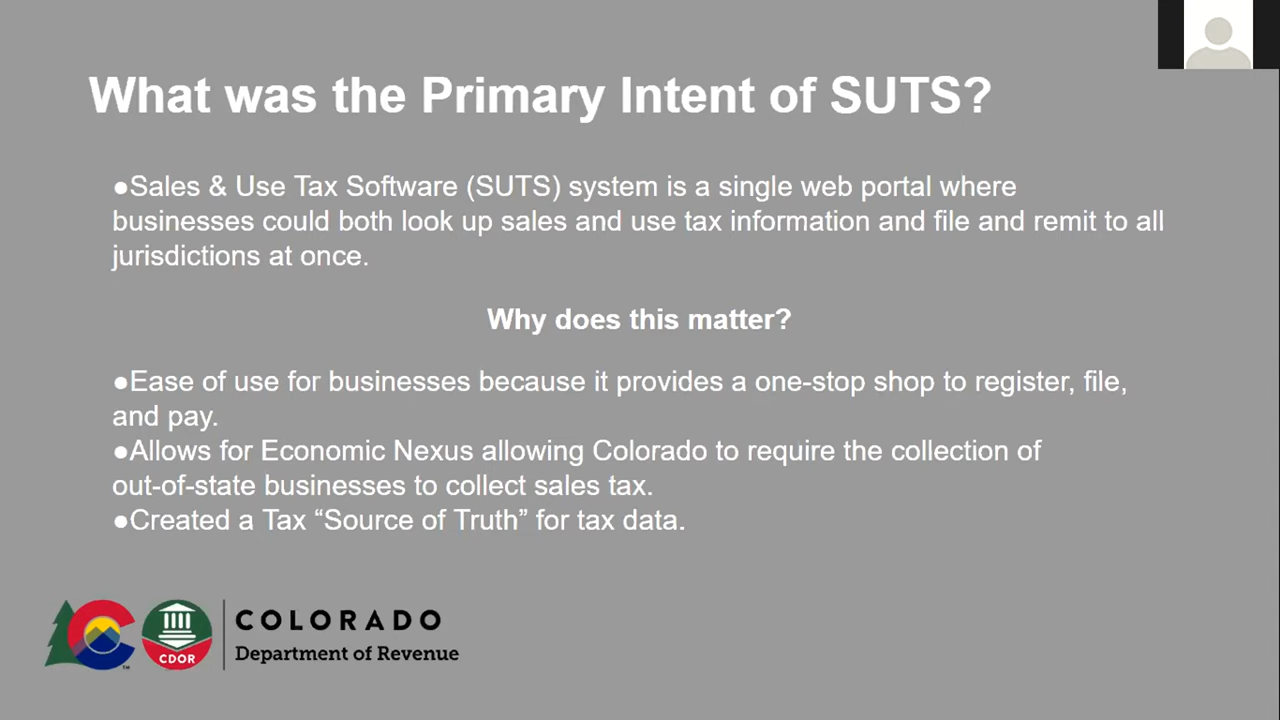 What was the Primary Intent of SUTS?
●Sales & Use Tax Software (SUTS) system is a single web portal where
businesses could both look up sales and use tax information and file and remit to all
jurisdictions at once.
Why does this matter?
●Ease of use for businesses because it provides a one-stop shop to register, file,
and pay.
●Allows for Economic Nexus allowing Colorado to require the collection of
out-of-state businesses to collect sales tax.
●Created a Tax “Source of Truth” for tax data.
COLORADO
Department of Revenue
CDOR
TM